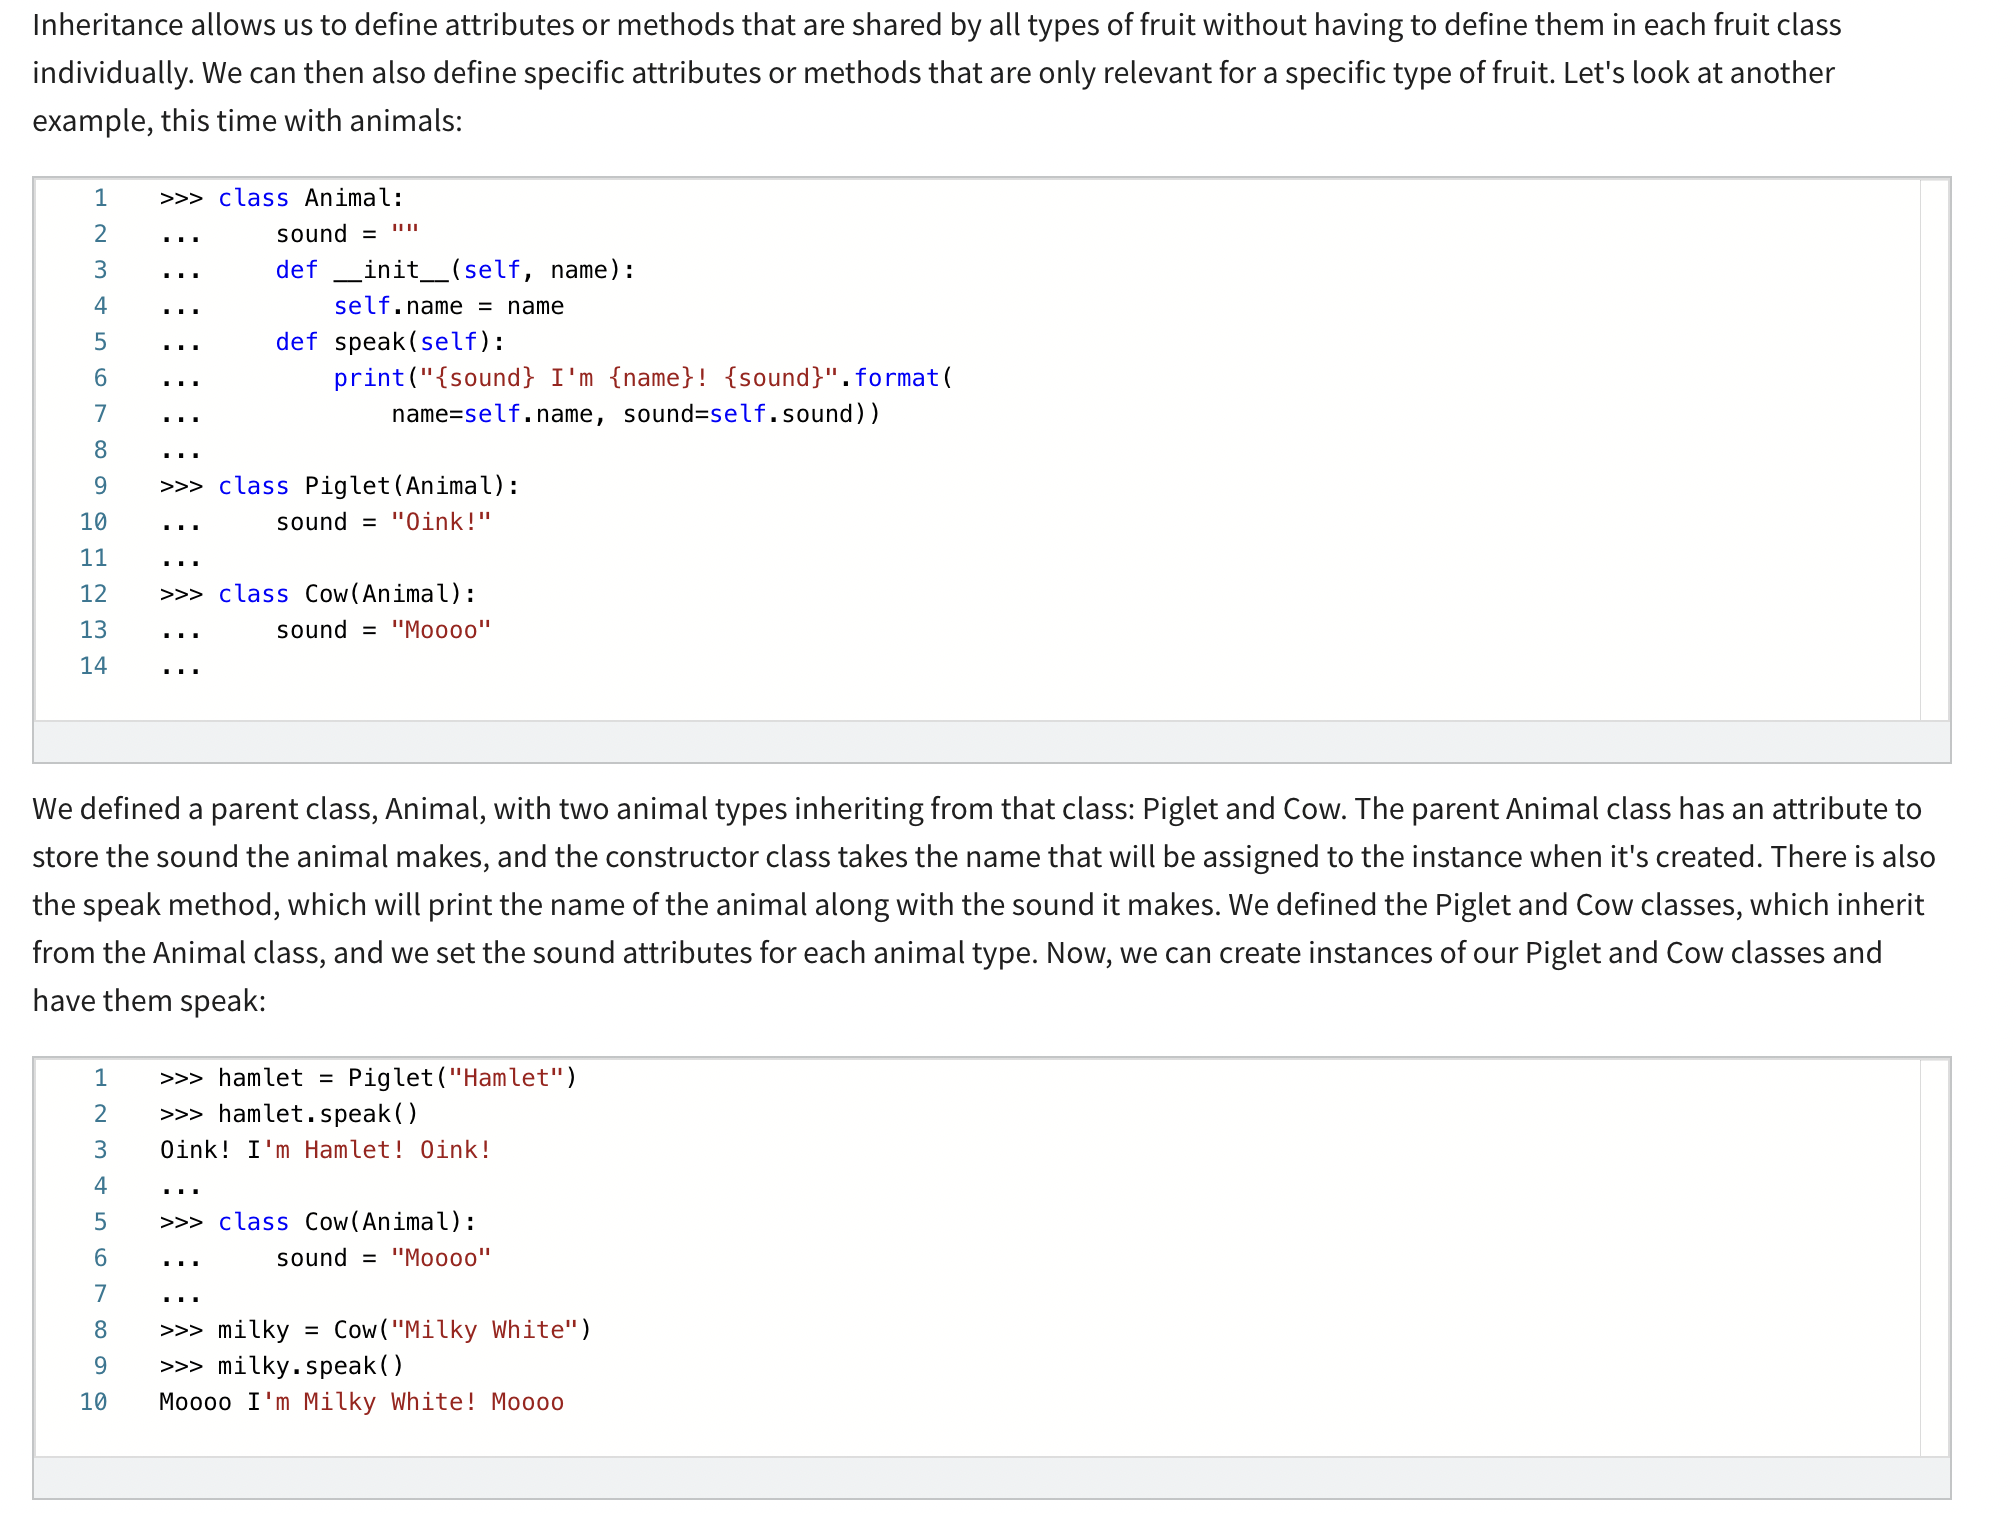 Inheritance allows us to define attributes or methods that are shared by all types of fruit without having to define them in each fruit class
individually. We can then also define specific attributes or methods that are only relevant for a specific type of fruit. Let's look at another
example, this time with animals:
1 >>> class Animal:
2 ...     sound = ""
3 ...     def __init__(self, name):
4 ...         self.name = name
5 ...     def speak(self):
6 ...         print("{sound} I'm {name}! {sound}".format(
7 ...             name=self.name, sound=self.sound))
8 ...
9 >>> class Piglet(Animal):
10 ...     sound = "Oink!"
11 ...
12 >>> class Cow(Animal):
13 ...     sound = "Moooo"
14 ...
We defined a parent class, Animal, with two animal types inheriting from that class: Piglet and Cow. The parent Animal class has an attribute to
store the sound the animal makes, and the constructor class takes the name that will be assigned to the instance when it's created. There is also
the speak method, which will print the name of the animal along with the sound it makes. We defined the Piglet and Cow classes, which inherit
from the Animal class, and we set the sound attributes for each animal type. Now, we can create instances of our Piglet and Cow classes and
have them speak:
1 >>> hamlet = Piglet("Hamlet")
2 >>> hamlet.speak()
3 Oink! I'm Hamlet! Oink!
4 ...
5 >>> class Cow(Animal):
6 ...     sound = "Moooo"
7 ...
8 >>> milky = Cow("Milky White")
9 >>> milky.speak()
10 Moooo I'm Milky White! Moooo